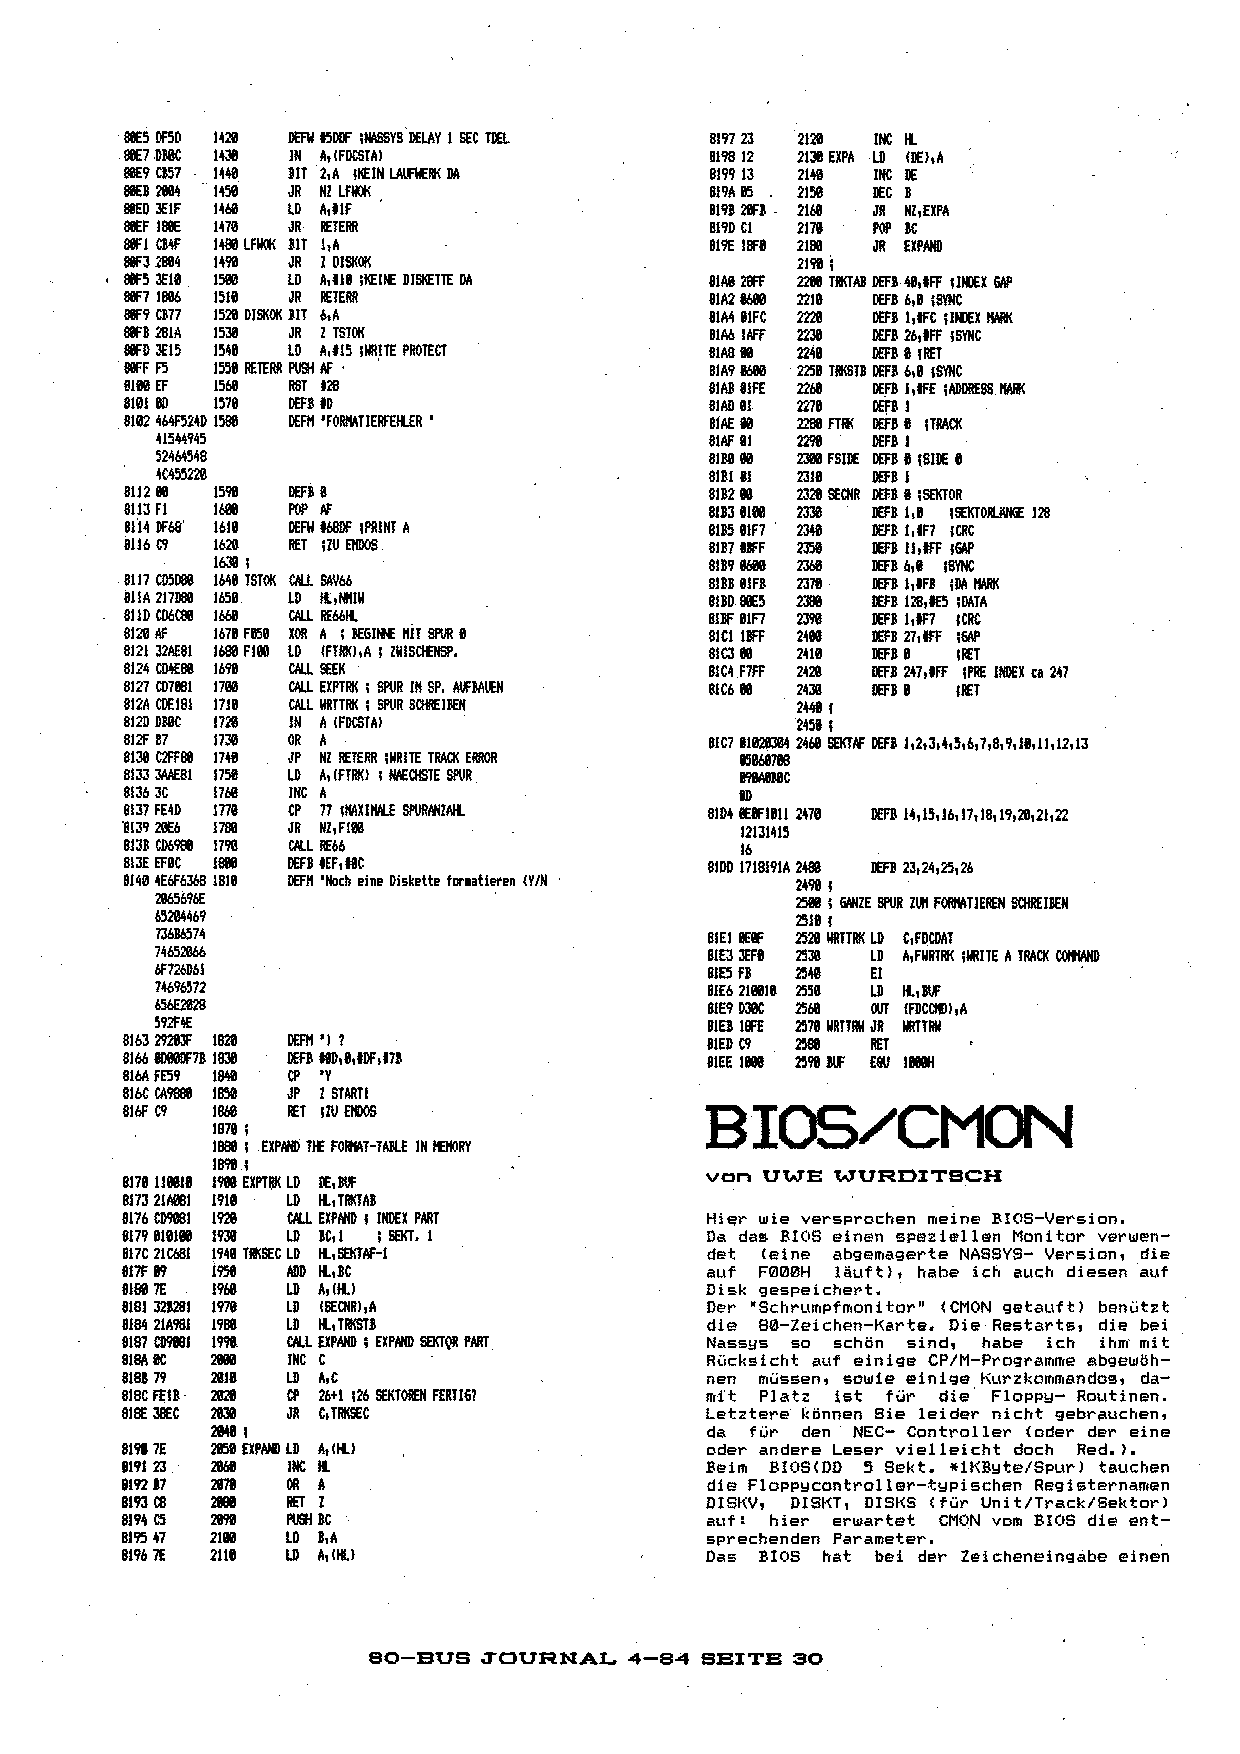 80E5 DF5D 1420 DEFW #5DDF ;NASSYS DELAY 1 SEC TDEL
80E7 DB0C 1430 IN A,(FDCSTA)
80E9 CB57 1440 BIT 2,A ;KEIN LAUFWERK DA
80EB 2004 1450 JR NZ LFWOK
80ED 3E1F 1460 LD A,#1F
80EF 180E 1470 JR RETERR
80F1 CB4F 1480 LFWOK BIT 1,A
80F3 2804 1490 JR Z DISKOK
80F5 3E10 1500 LD A,#10 ;KEINE DISKETTE DA
80F7 1806 1510 JR RETERR
80F9 CB77 1520 DISKOK BIT 6,A
80FB 281A 1530 JR Z TSTOK
80FD 3E15 1540 LD A,#15 ;WRITE PROTECT
80FF F5 1550 RETERR PUSH AF
8100 EF 1560 RST #28
8101 0D 1570 DEFB #D
8102 464F524D 1580 DEFM "FORMATIERFEHLER "
41544945
52464548
4C455220
8112 00 1590 DEFB 0
8113 F1 1600 POP AF
8114 DF68 1610 DEFW #68DF ;PRINT A
8116 C9 1620 RET ;ZU ENDOS
1630 ;
8117 CD5D80 1640 TSTOK CALL SAV66
811A 217D80 1650 LD HL,NMIW
811D CD6C80 1660 CALL RE66HL
8120 AF 1670 F050 XOR A ; BEGINNE MIT SPUR 0
8121 32AE81 1680 F100 LD (FTRK),A ; ZWISCHENSP.
8124 CD4E80 1690 CALL SEEK
8127 CD7081 1700 CALL EXPTRK ; SPUR IN SP. AUFBAUEN
812A CDE181 1710 CALL WRTTRK ; SPUR SCHREIBEN
812D DB0C 1720 IN A (FDCSTA)
812F B7 1730 OR A
8130 C2FF80 1740 JP NZ RETERR ;WRITE TRACK ERROR
8133 3AAE81 1750 LD A,(FTRK) ; NAECHSTE SPUR
8136 3C 1760 INC A
8137 FE4D 1770 CP 77 ;MAXIMALE SPURANZAHL
8139 20E6 1780 JR NZ,F100
813B CD6980 1790 CALL RE66
813E EF0C 1800 DEFB #EF,#0C
8140 4E6F6368 1810 DEFM "Noch eine Diskette formatieren (Y/N
2065696E
65204469
736B6574
74652066
6F726D61
74696572
656E2028
592F4E
8163 29203F 1820 DEFM ") ?
8166 0D00DF7B 1830 DEFB #0D,0,#DF,#7B
816A FE59 1840 CP "Y
816C CA9880 1850 JP Z START1
816F C9 1860 RET ;ZU ENDOS
1870 ;
1880 ; EXPAND THE FORMAT-TABLE IN MEMORY
1890 ;
8170 110010 1900 EXPTRK LD DE,BUF
8173 21A081 1910 LD HL,TRKTAB
8176 CD9081 1920 CALL EXPAND ; INDEX PART
8179 010100 1930 LD BC,1 ; SEKT. 1
817C 21C681 1940 TRKSEC LD HL,SEKTAF-1
817F 09 1950 ADD HL,BC
8180 7E 1960 LD A,(HL)
8181 32B281 1970 LD (SECNR),A
8184 21A981 1980 LD HL,TRKSTB
8187 CD9081 1990 CALL EXPAND ; EXPAND SEKTOR PART
818A 0C 2000 INC C
818B 79 2010 LD A,C
818C FE1B 2020 CP 26+1 ;26 SEKTOREN FERTIG?
818E 38EC 2030 JR C,TRKSEC
2040 ;
8190 7E 2050 EXPAND LD A,(HL)
8191 23 2060 INC HL
8192 B7 2070 OR A
8193 C8 2080 RET Z
8194 C5 2090 PUSH BC
8195 47 2100 LD B,A
8196 7E 2110 LD A,(HL)
8197 23 2120 INC HL
8198 12 2130 EXPA LD (DE),A
8199 13 2140 INC DE
819A 05 2150 DEC B
819B 20FB 2160 JR NZ,EXPA
819D C1 2170 POP BC
819E 18F0 2180 JR EXPAND
2190 ;
81A0 28FF 2200 TRKTAB DEFB 40,#FF ;INDEX GAP
81A2 0600 2210 DEFB 6,0 ;SYNC
81A4 01FC 2220 DEFB 1,#FC ;INDEX MARK
81A6 1AFF 2230 DEFB 26,#FF ;SYNC
81A8 00 2240 DEFB 0 ;RET
81A9 0600 2250 TRKSTB DEFB 6,0 ;SYNC
81AB 01FE 2260 DEFB 1,#FE ;ADDRESS MARK
81AD 01 2270 DEFB 1
81AE 00 2280 FTRK DEFB 0 ;TRACK
81AF 01 2290 DEFB 1
81B0 00 2300 FSIDE DEFB 0 ;SIDE 0
81B1 01 2310 DEFB 1
81B2 00 2320 SECNR DEFB 0 ;SEKTOR
81B3 0100 2330 DEFB 1,0 ;SEKTORLÄNGE 128
81B5 01F7 2340 DEFB 1,#F7 ;CRC
81B7 0BFF 2350 DEFB 11,#FF ;GAP
81B9 0600 2360 DEFB 6,0 ;SYNC
81BB 01FB 2370 DEFB 1,#FB ;DA MARK
81BD 80E5 2380 DEFB 128,#E5 ;DATA
81BF 01F7 2390 DEFB 1,#F7 ;CRC
81C1 1BFF 2400 DEFB 27,#FF ;GAP
81C3 00 2410 DEFB 0 ;RET
81C4 F7FF 2420 DEFB 247,#FF ;PRE INDEX ca 247
81C6 00 2430 DEFB 0 ;RET
2440 ;
2450 ;
81C7 01020304 2460 SEKTAF DEFB 1,2,3,4,5,6,7,8,9,10,11,12,13
05060708
090A0B0C
0D
81D4 0E0F1011 2470 DEFB 14,15,16,17,18,19,20,21,22
12131415
16
81DD 1718191A 2480 DEFB 23,24,25,26
2490 ;
2500 ; GANZE SPUR ZUM FORMATIEREN SCHREIBEN
2510 ;
81E1 0E0F 2520 WRTTRK LD C,FDCDAT
81E3 3EF0 2530 LD A,FWRTRK ;WRITE A TRACK COMMAND
81E5 FB 2540 EI
81E6 210010 2550 LD HL,BUF
81E9 D30C 2560 OUT (FDCCMD),A
81EB 18FE 2570 WRTTRW JR WRTTRW
81ED C9 2580 RET
81EE 1000 2590 BUF EQU 1000H
BIOS/CMON
von UWE WURDITSCH
Hier wie versprochen meine BIOS-Version.
Da das BIOS einen speziellen Monitor verwen-
det (eine abgemagerte NASSYS- Version, die
auf F000H läuft), habe ich auch diesen auf
Disk gespeichert.
Der "Schrumpfmonitor" (CMON getauft) benützt
die 80-Zeichen-Karte. Die Restarts, die bei
Nassys so schön sind, habe ich ihm mit
Rücksicht auf einige CP/M-Programme abgewöh-
nen müssen, sowie einige Kurzkommandos, da-
mit Platz ist für die Floppy- Routinen.
Letztere können Sie leider nicht gebrauchen,
da für den NEC- Controller (oder der eine
oder andere Leser vielleicht doch Red.).
Beim BIOS(DD 5 Sekt. *1KByte/Spur) tauchen
die Floppycontroller-typischen Registernamen
DISKV, DISKT, DISKS (für Unit/Track/Sektor)
auf: hier erwartet CMON vom BIOS die ent-
sprechenden Parameter.
Das BIOS hat bei der Zeicheneingabe einen
80-BUS JOURNAL 4-84 SEITE 30